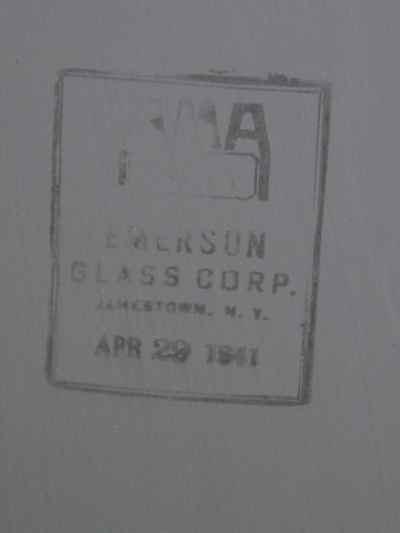 EMERSON
GLASS CORP.
JAMESTOWN, N. Y.
APR 29 1941